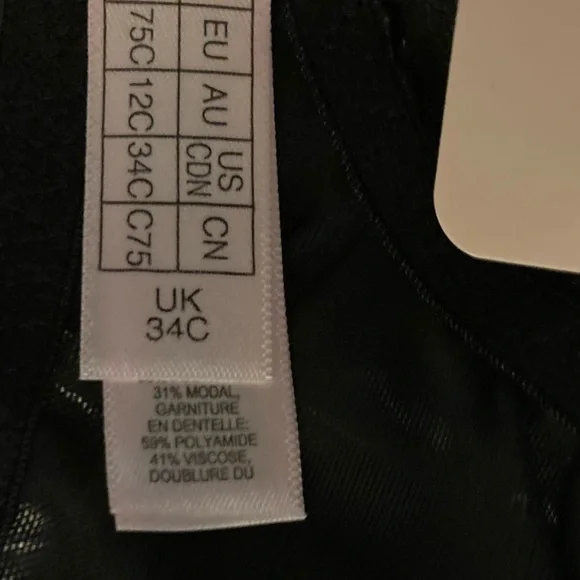 EU 75C
AU 12C
US CDN 34C
CN C75
UK
34C
31% MODAL,
GARNITURE
EN DENTELLE:
59% POLYAMIDE
41% VISCOSE,
DOUBLURE DU